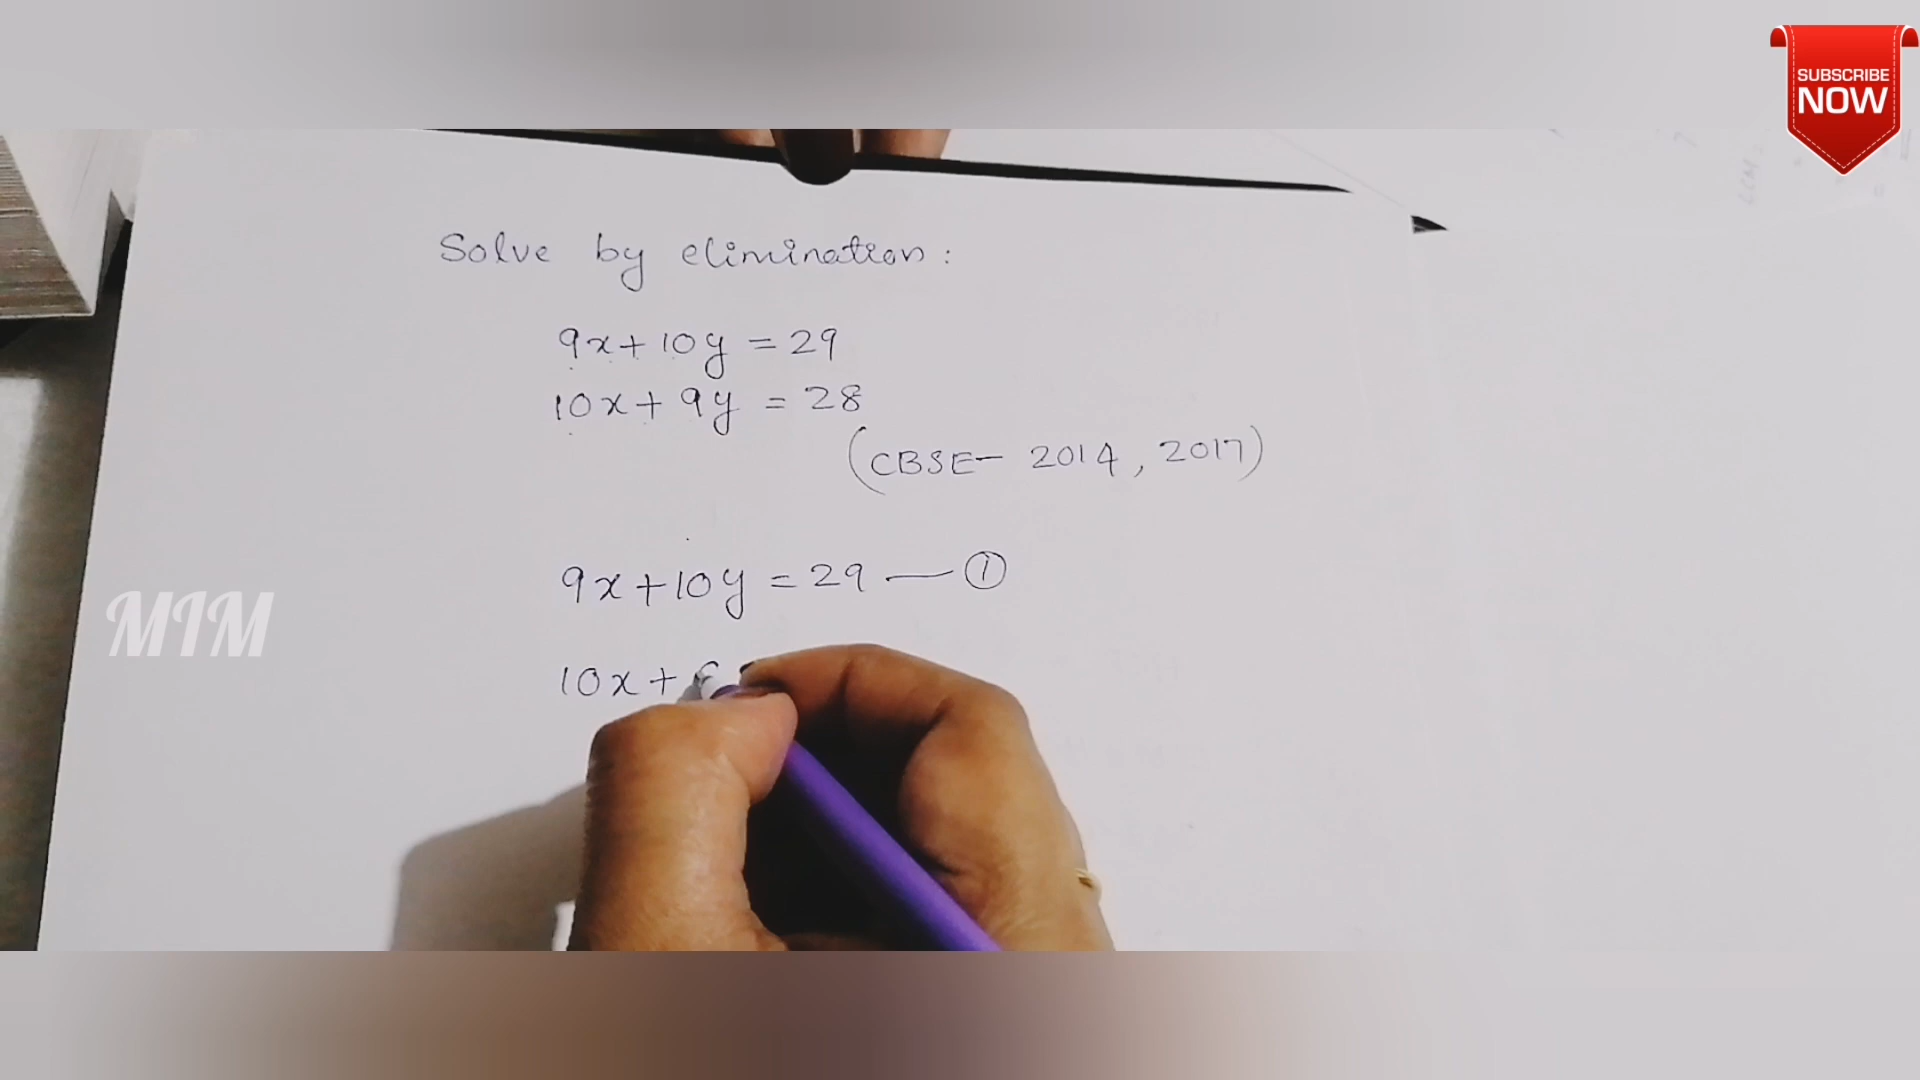 SUBSCRIBE
NOW
Solve by elimination:
9x+10y = 29
10x+ 9y = 28
(CBSE- 2014, 2017)
9x+10y = 29 — ①
MIM
10x+